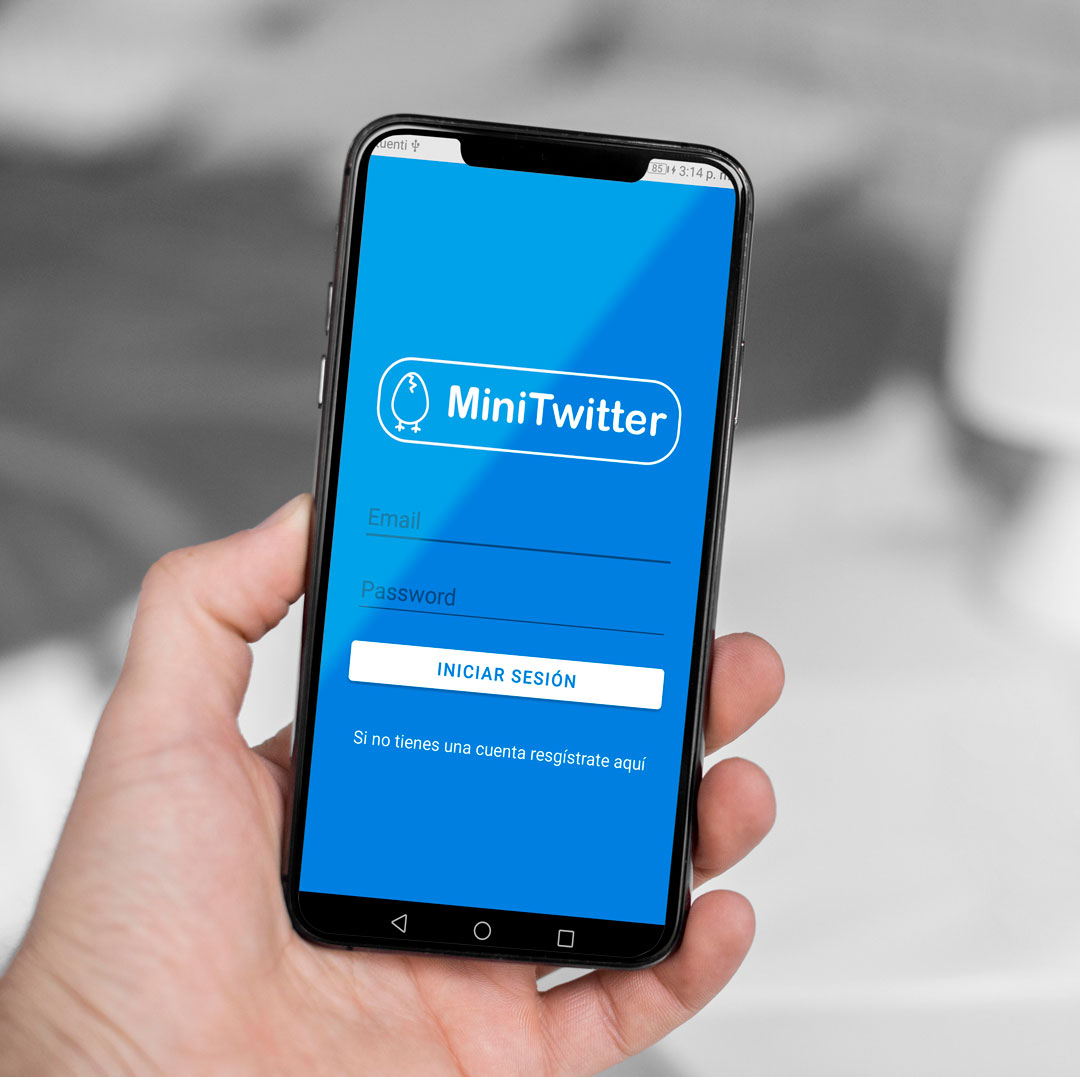 uenti
85 3:14 p. m
MiniTwitter
Email
Password
INICIAR SESIÓN
Si no tienes una cuenta resgístrate aquí